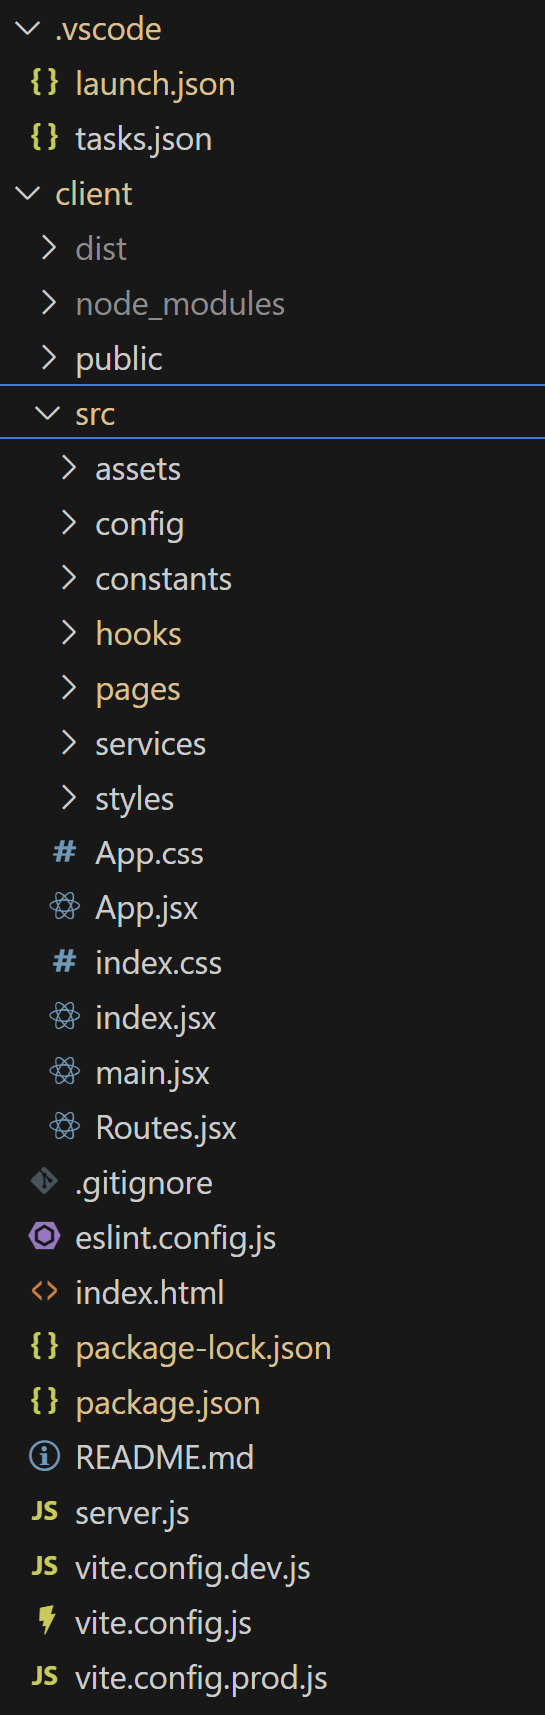 .vscode
{} launch.json
{} tasks.json
client
dist
node_modules
public
src
assets
config
constants
hooks
pages
services
styles
# App.css
App.jsx
# index.css
index.jsx
main.jsx
Routes.jsx
.gitignore
eslint.config.js
<> index.html
{} package-lock.json
{} package.json
README.md
JS server.js
JS vite.config.dev.js
vite.config.js
JS vite.config.prod.js